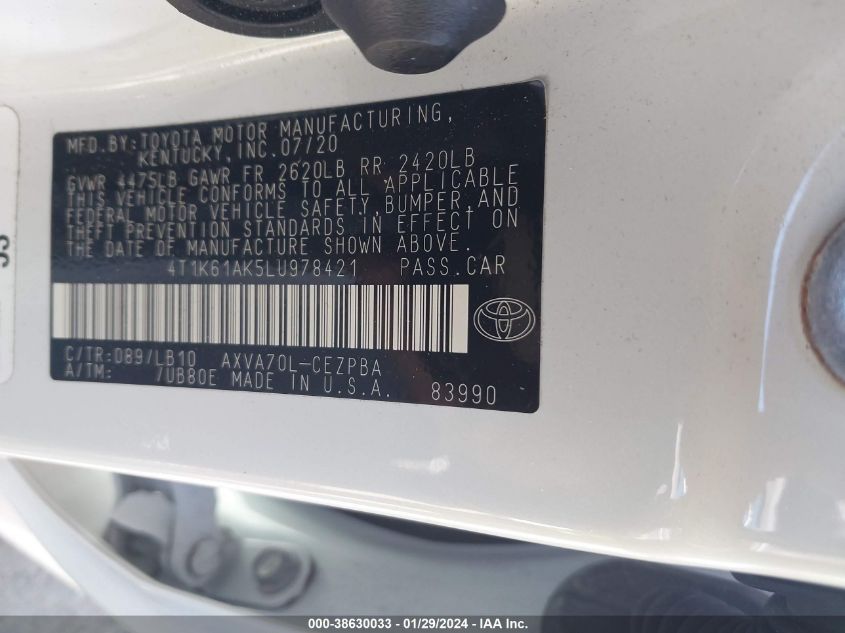 MFD.BY:TOYOTA MOTOR MANUFACTURING,
KENTUCKY,INC.07/20
GVWR 4475LB GAWR FR 2620LB RR 2420LB
THIS VEHICLE CONFORMS TO ALL APPLICABLE
FEDERAL MOTOR VEHICLE SAFETY,BUMPER,AND
THEFT PREVENTION STANDARDS IN EFFECT ON
THE DATE OF MANUFACTURE SHOWN ABOVE.
4T1K61AK5LU978421 PASS.CAR
C/TR:089/LB10 AXVA70L-CEZPBA
A/TM: 7UB80E MADE IN U.S.A. 83990
000-38630033 - 01/29/2024 - IAA Inc.